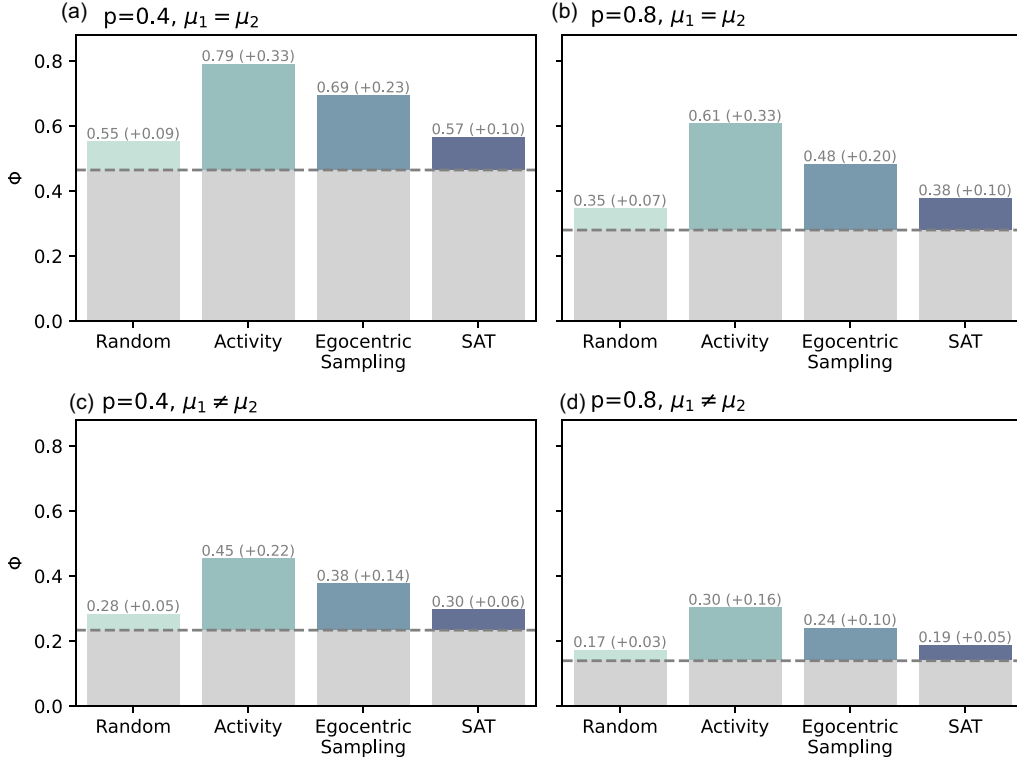 (a) p=0.4, μ₁ = μ₂
0.8
0.6
0.4
0.2
0.0
Φ
0.55 (+0.09)
0.79 (+0.33)
0.69 (+0.23)
0.57 (+0.10)
Random
Activity
Egocentric
Sampling
SAT
(b) p=0.8, μ₁ = μ₂
0.35 (+0.07)
0.61 (+0.33)
0.48 (+0.20)
0.38 (+0.10)
Random
Activity
Egocentric
Sampling
SAT
(c) p=0.4, μ₁ ≠ μ₂
0.8
0.6
0.4
0.2
0.0
Φ
0.28 (+0.05)
0.45 (+0.22)
0.38 (+0.14)
0.30 (+0.06)
Random
Activity
Egocentric
Sampling
SAT
(d) p=0.8, μ₁ ≠ μ₂
0.17 (+0.03)
0.30 (+0.16)
0.24 (+0.10)
0.19 (+0.05)
Random
Activity
Egocentric
Sampling
SAT